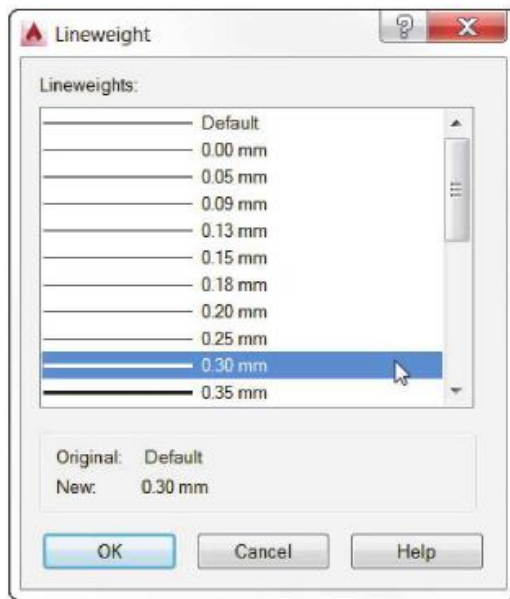 Lineweight
Lineweights:
Default
0.00 mm
0.05 mm
0.09 mm
0.13 mm
0.15 mm
0.18 mm
0.20 mm
0.25 mm
0.30 mm
0.35 mm
Original: Default
New: 0.30 mm
OK Cancel Help